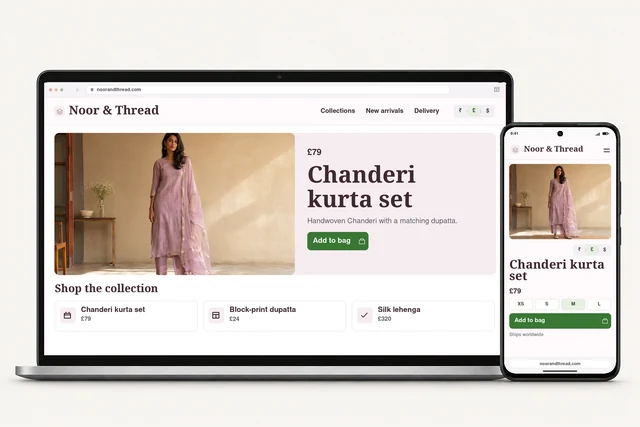 noorandthread.com
Noor & Thread
Collections New arrivals Delivery ₹ £ $
£79
Chanderi
kurta set
Handwoven Chanderi with a matching dupatta.
Add to bag
Shop the collection
Chanderi kurta set
£79
Block-print dupatta
£24
Silk lehenga
£320
9:41
Noor & Thread
₹ £ $
Chanderi kurta
set
£79
XS S M L
Add to bag
Ships worldwide
noorandthread.com